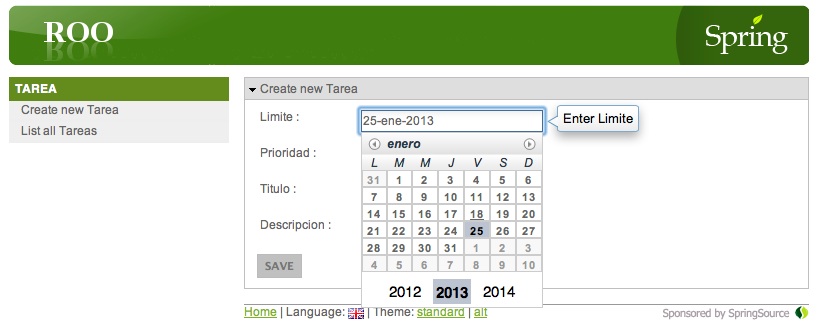 ROO
Spring
TAREA
Create new Tarea
List all Tareas
Create new Tarea
Limite :
25-ene-2013
Enter Limite
Prioridad :
Titulo :
Descripcion :
SAVE
enero
L M M J V S D
31 1 2 3 4 5 6
7 8 9 10 11 12 13
14 15 16 17 18 19 20
21 22 23 24 25 26 27
28 29 30 31 1 2 3
4 5 6 7 8 9 10
2012 2013 2014
Home | Language: | Theme: standard | alt
Sponsored by SpringSource